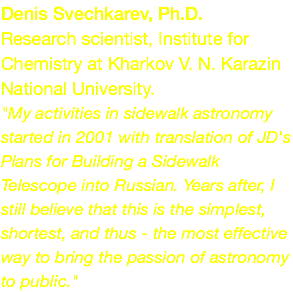 Denis Svechkarev, Ph.D.
Research scientist, Institute for
Chemistry at Kharkov V. N. Karazin
National University.
"My activities in sidewalk astronomy
started in 2001 with translation of JD's
Plans for Building a Sidewalk
Telescope into Russian. Years after, I
still believe that this is the simplest,
shortest, and thus - the most effective
way to bring the passion of astronomy
to public."